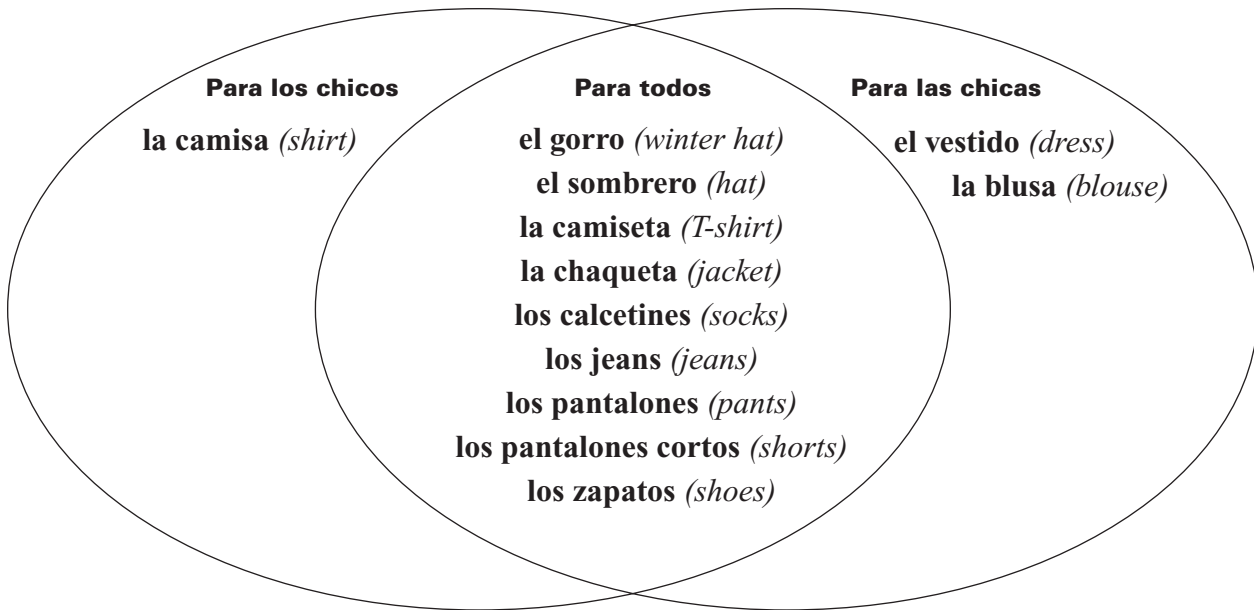 Para los chicos
la camisa (shirt)
Para todos
el gorro (winter hat)
el sombrero (hat)
la camiseta (T-shirt)
la chaqueta (jacket)
los calcetines (socks)
los jeans (jeans)
los pantalones (pants)
los pantalones cortos (shorts)
los zapatos (shoes)
Para las chicas
el vestido (dress)
la blusa (blouse)